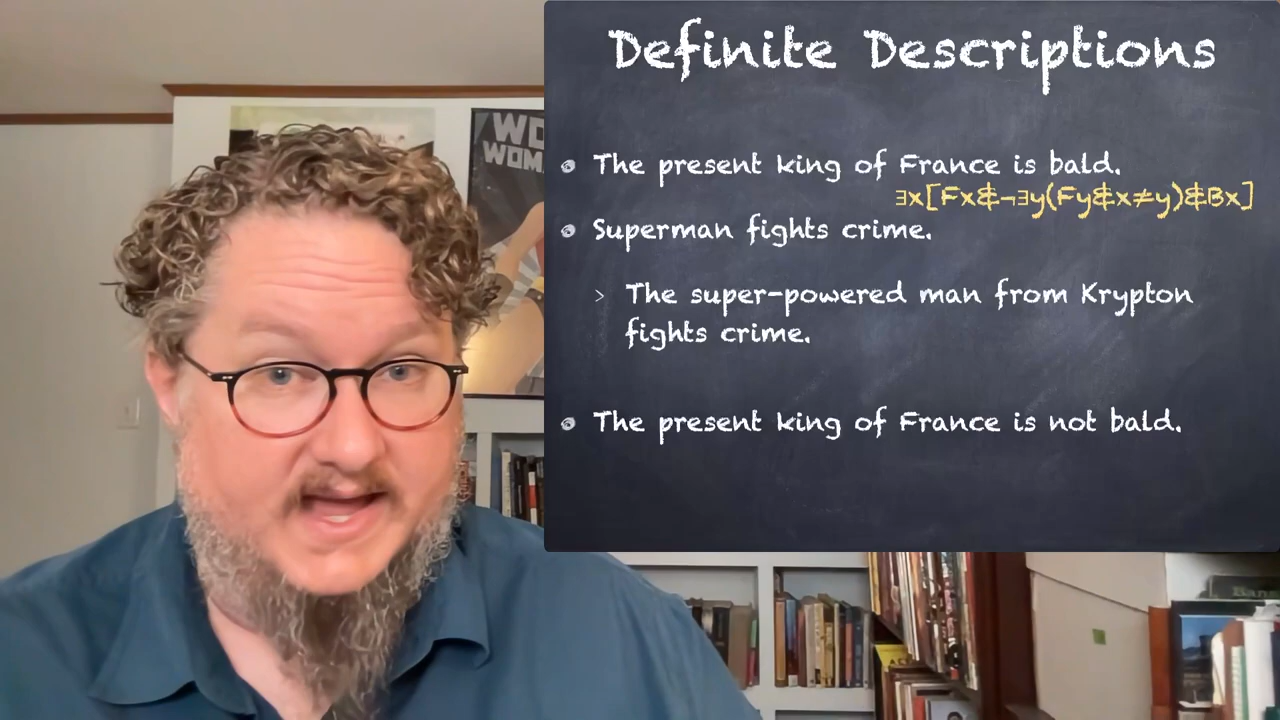 Definite Descriptions
The present king of France is bald.
∃x[Fx&¬∃y(Fy&x≠y)&Bx]
Superman fights crime.
The super-powered man from Krypton
fights crime.
The present king of France is not bald.